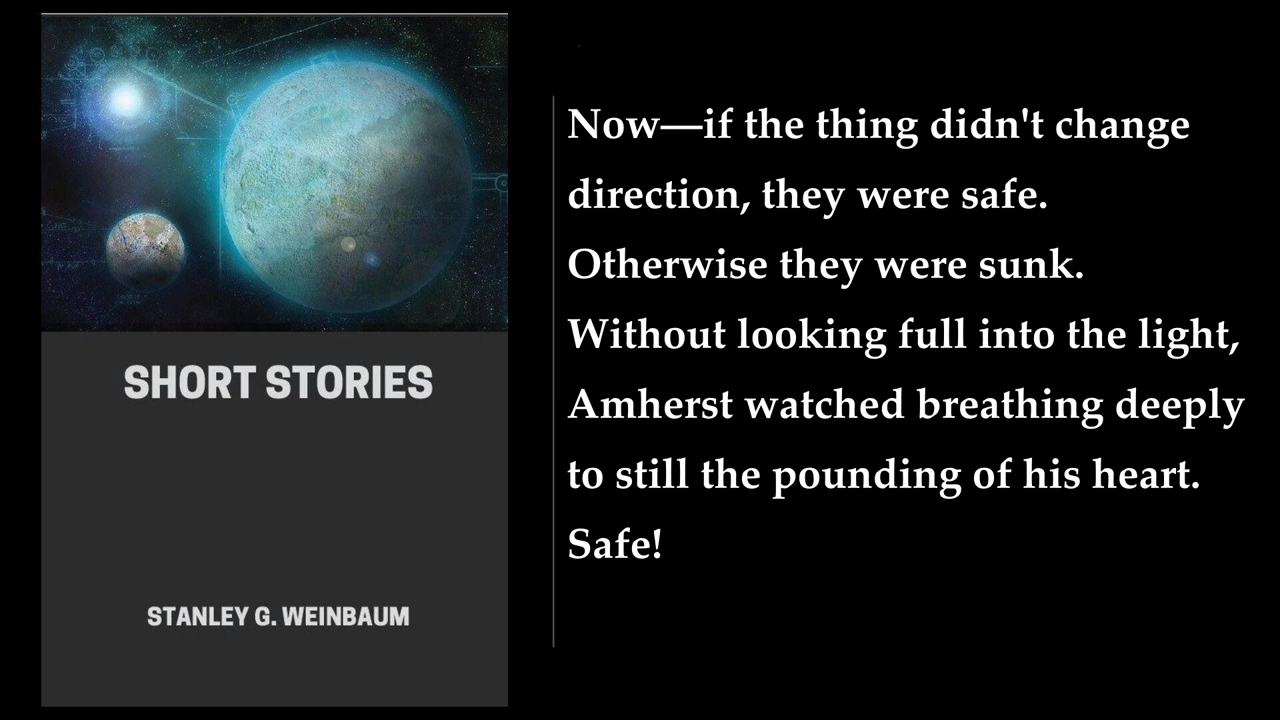 SHORT STORIES
STANLEY G. WEINBAUM
Now—if the thing didn't change
direction, they were safe.
Otherwise they were sunk.
Without looking full into the light,
Amherst watched breathing deeply
to still the pounding of his heart.
Safe!